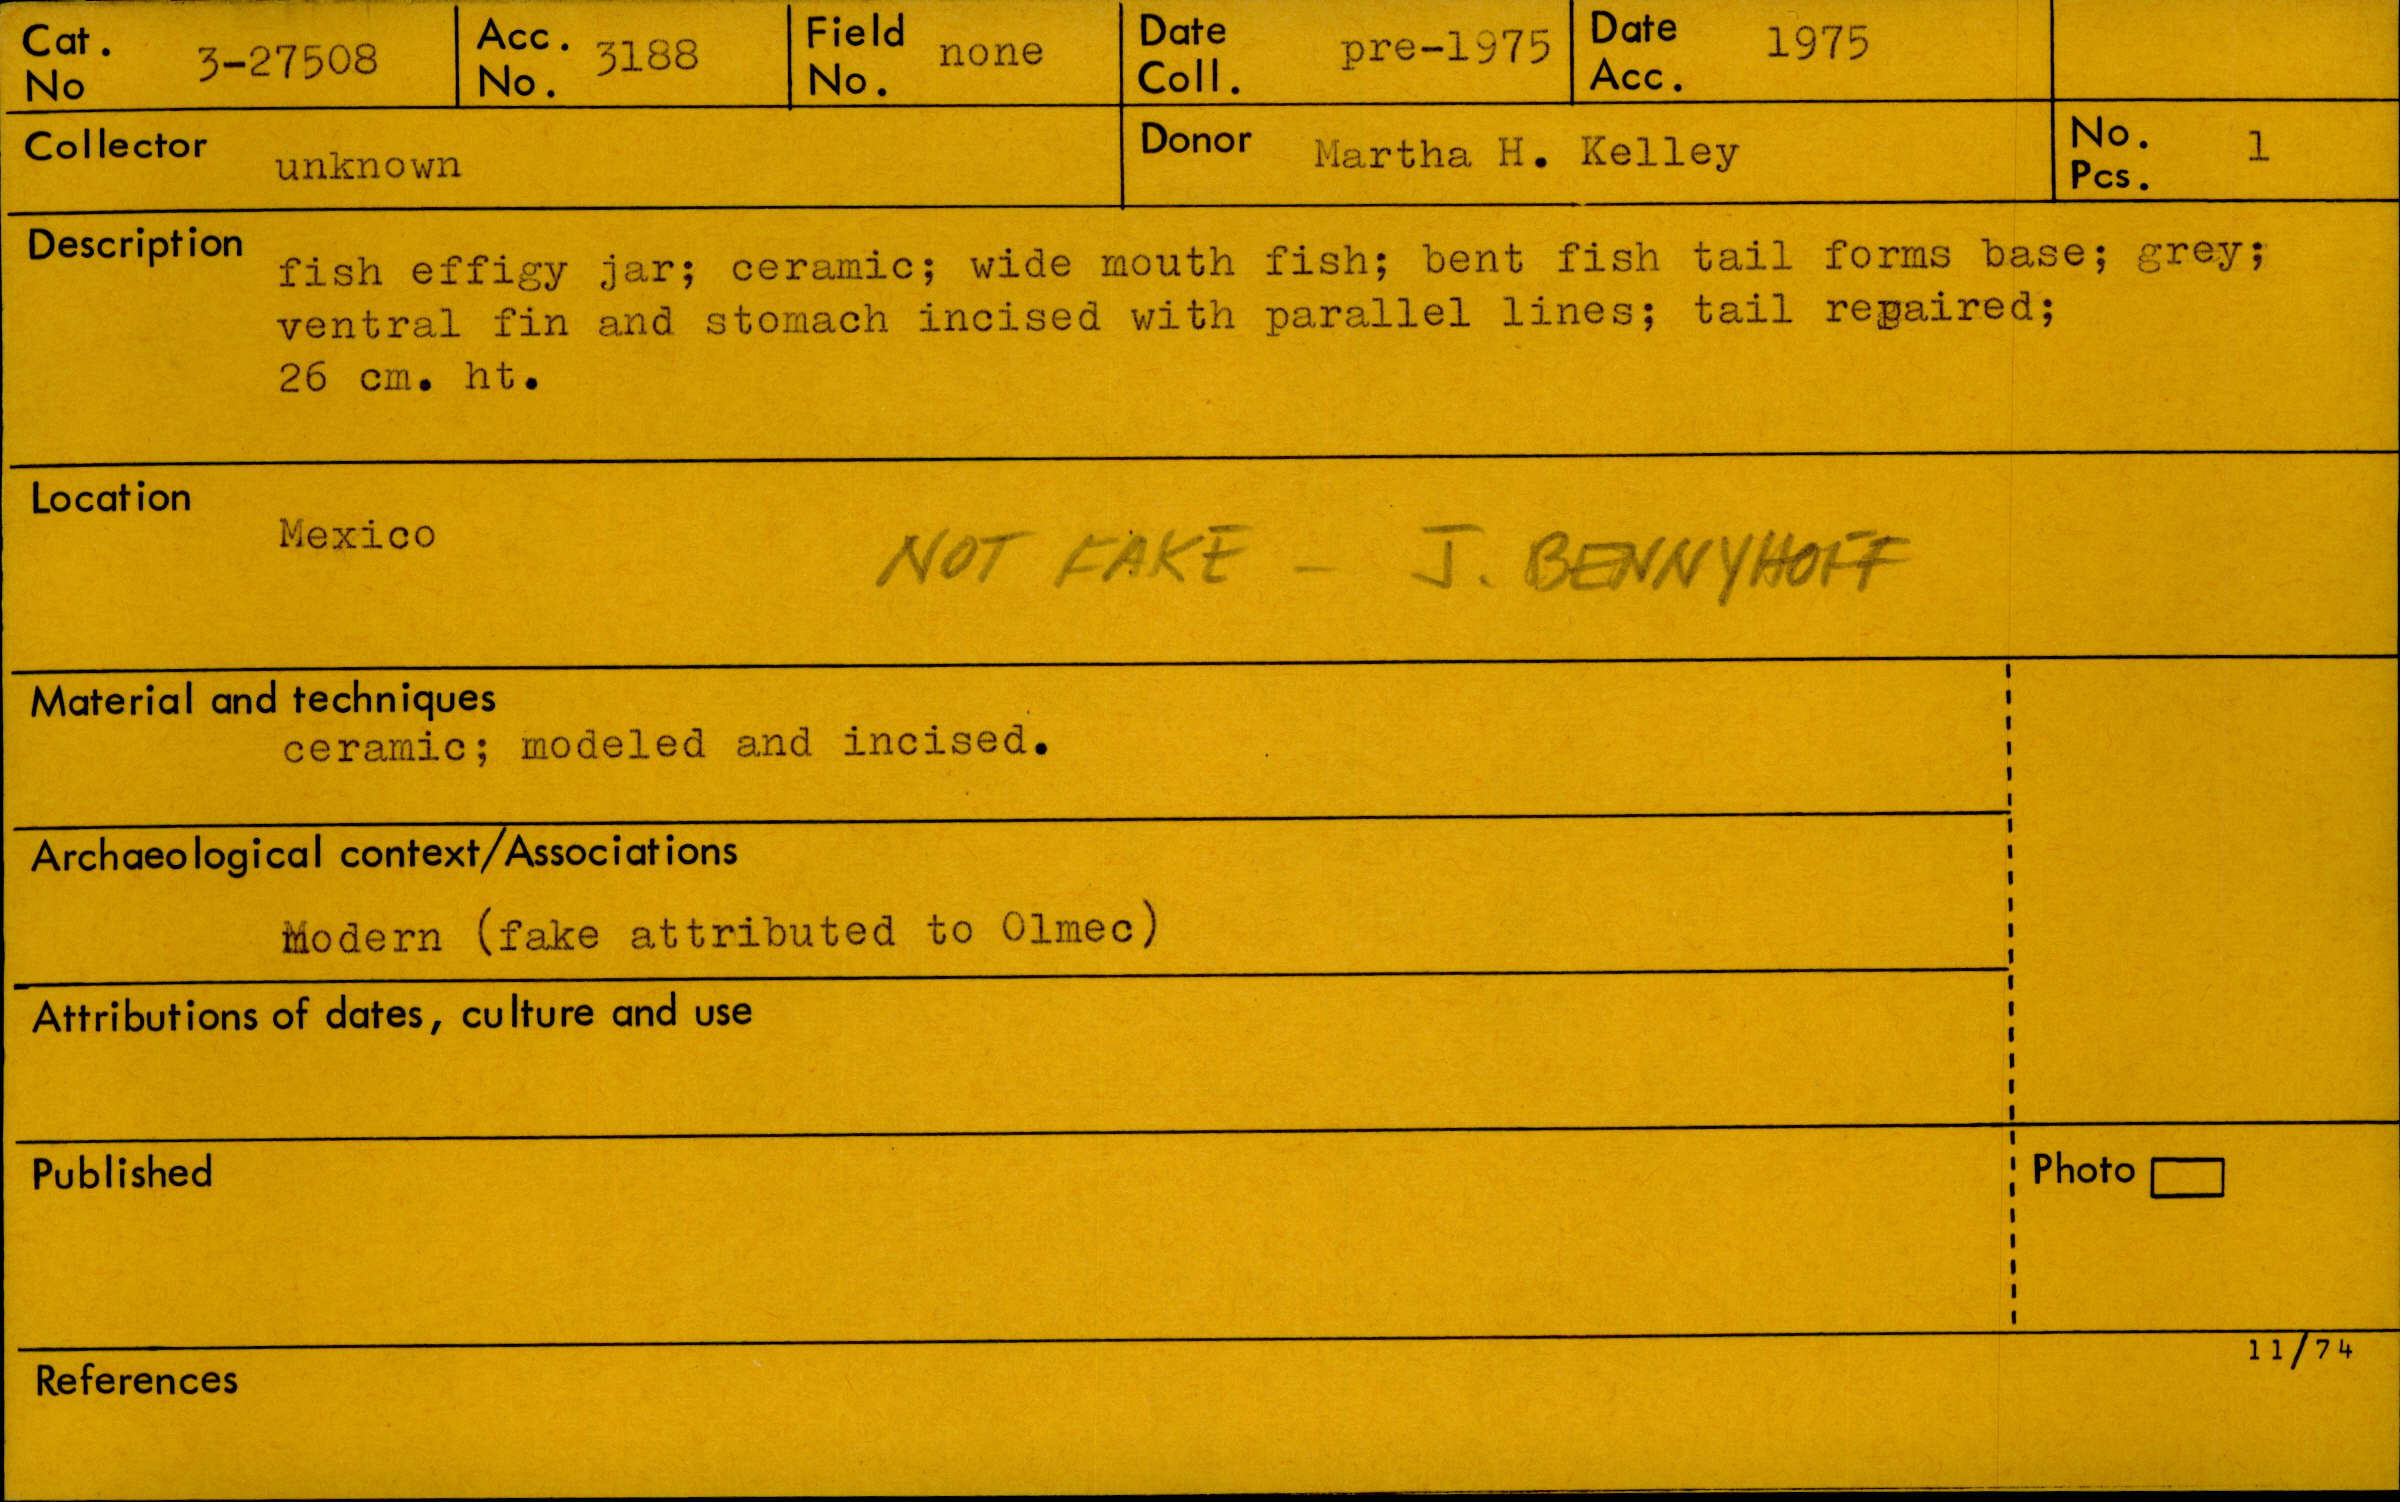 Cat. No 3-27508 Acc. No. 3188 Field No. none Date Coll. pre-1975 Date Acc. 1975
Collector unknown Donor Martha H. Kelley No. Pcs. 1
Description fish effigy jar; ceramic; wide mouth fish; bent fish tail forms base; grey;
ventral fin and stomach incised with parallel lines; tail repaired;
26 cm. ht.
Location
Mexico
NOT FAKE - J. BENNYHOFF
Material and techniques
ceramic; modeled and incised.
Archaeological context/Associations
Modern (fake attributed to Olmec)
Attributions of dates, culture and use
Published
Photo
11/74
References